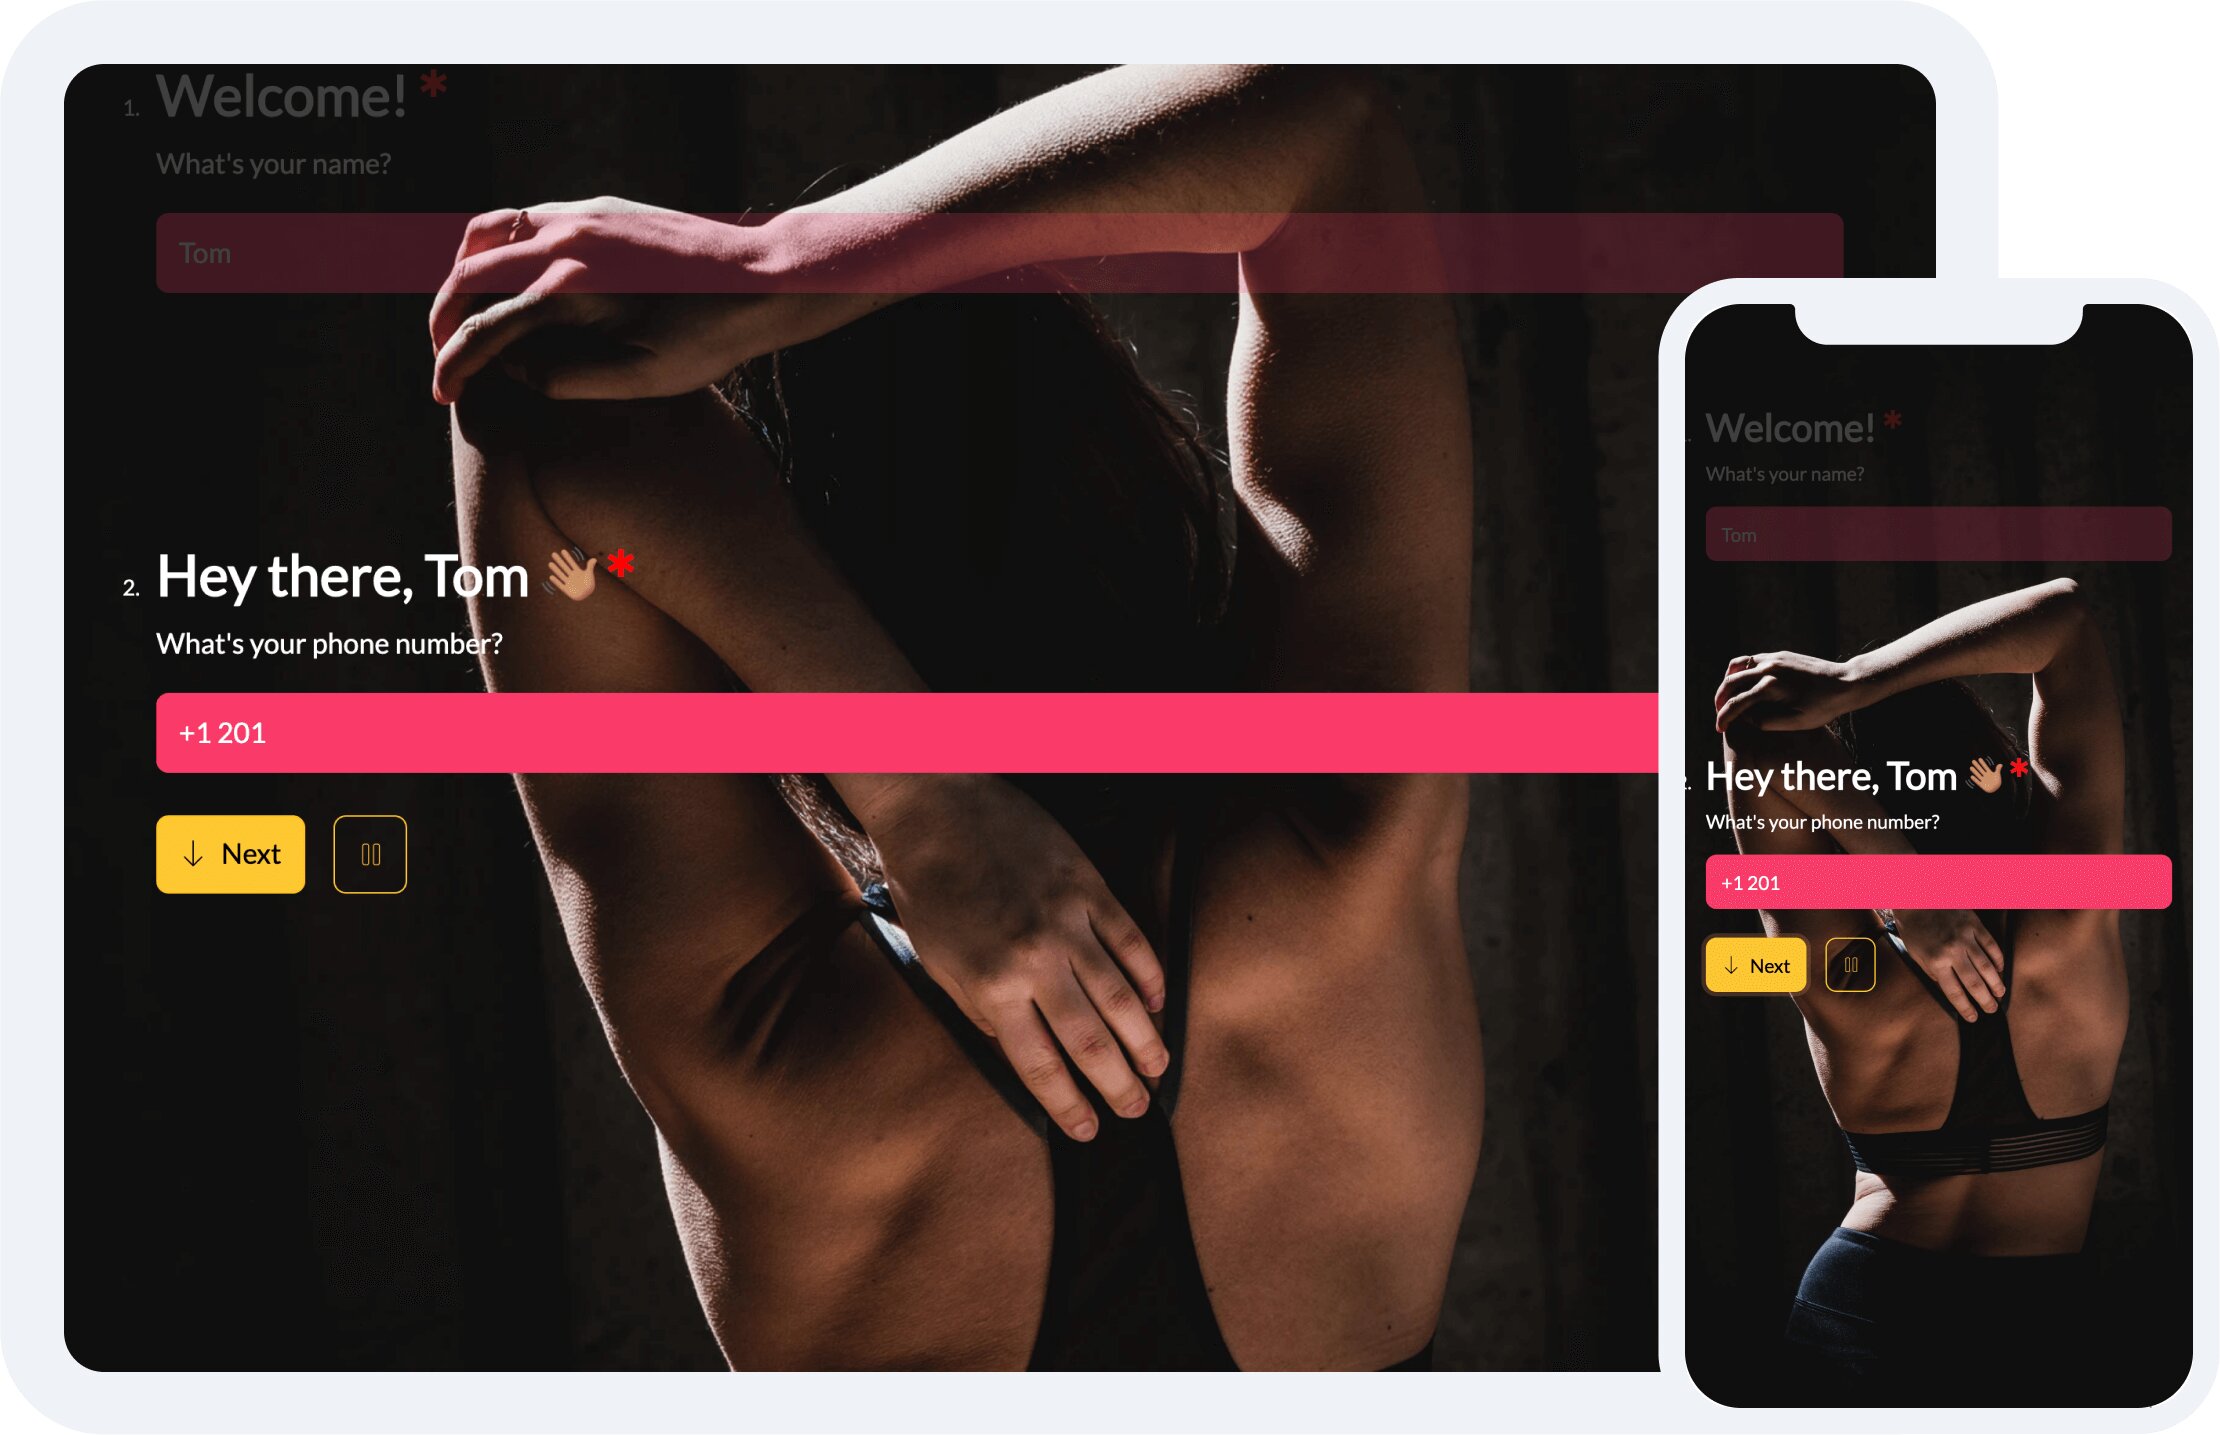 1. Welcome! *
What's your name?
Tom
2. Hey there, Tom 👋🏽*
What's your phone number?
+1 201
↓ Next
Welcome! *
What's your name?
Tom
Hey there, Tom 👋🏽*
What's your phone number?
+1 201
↓ Next